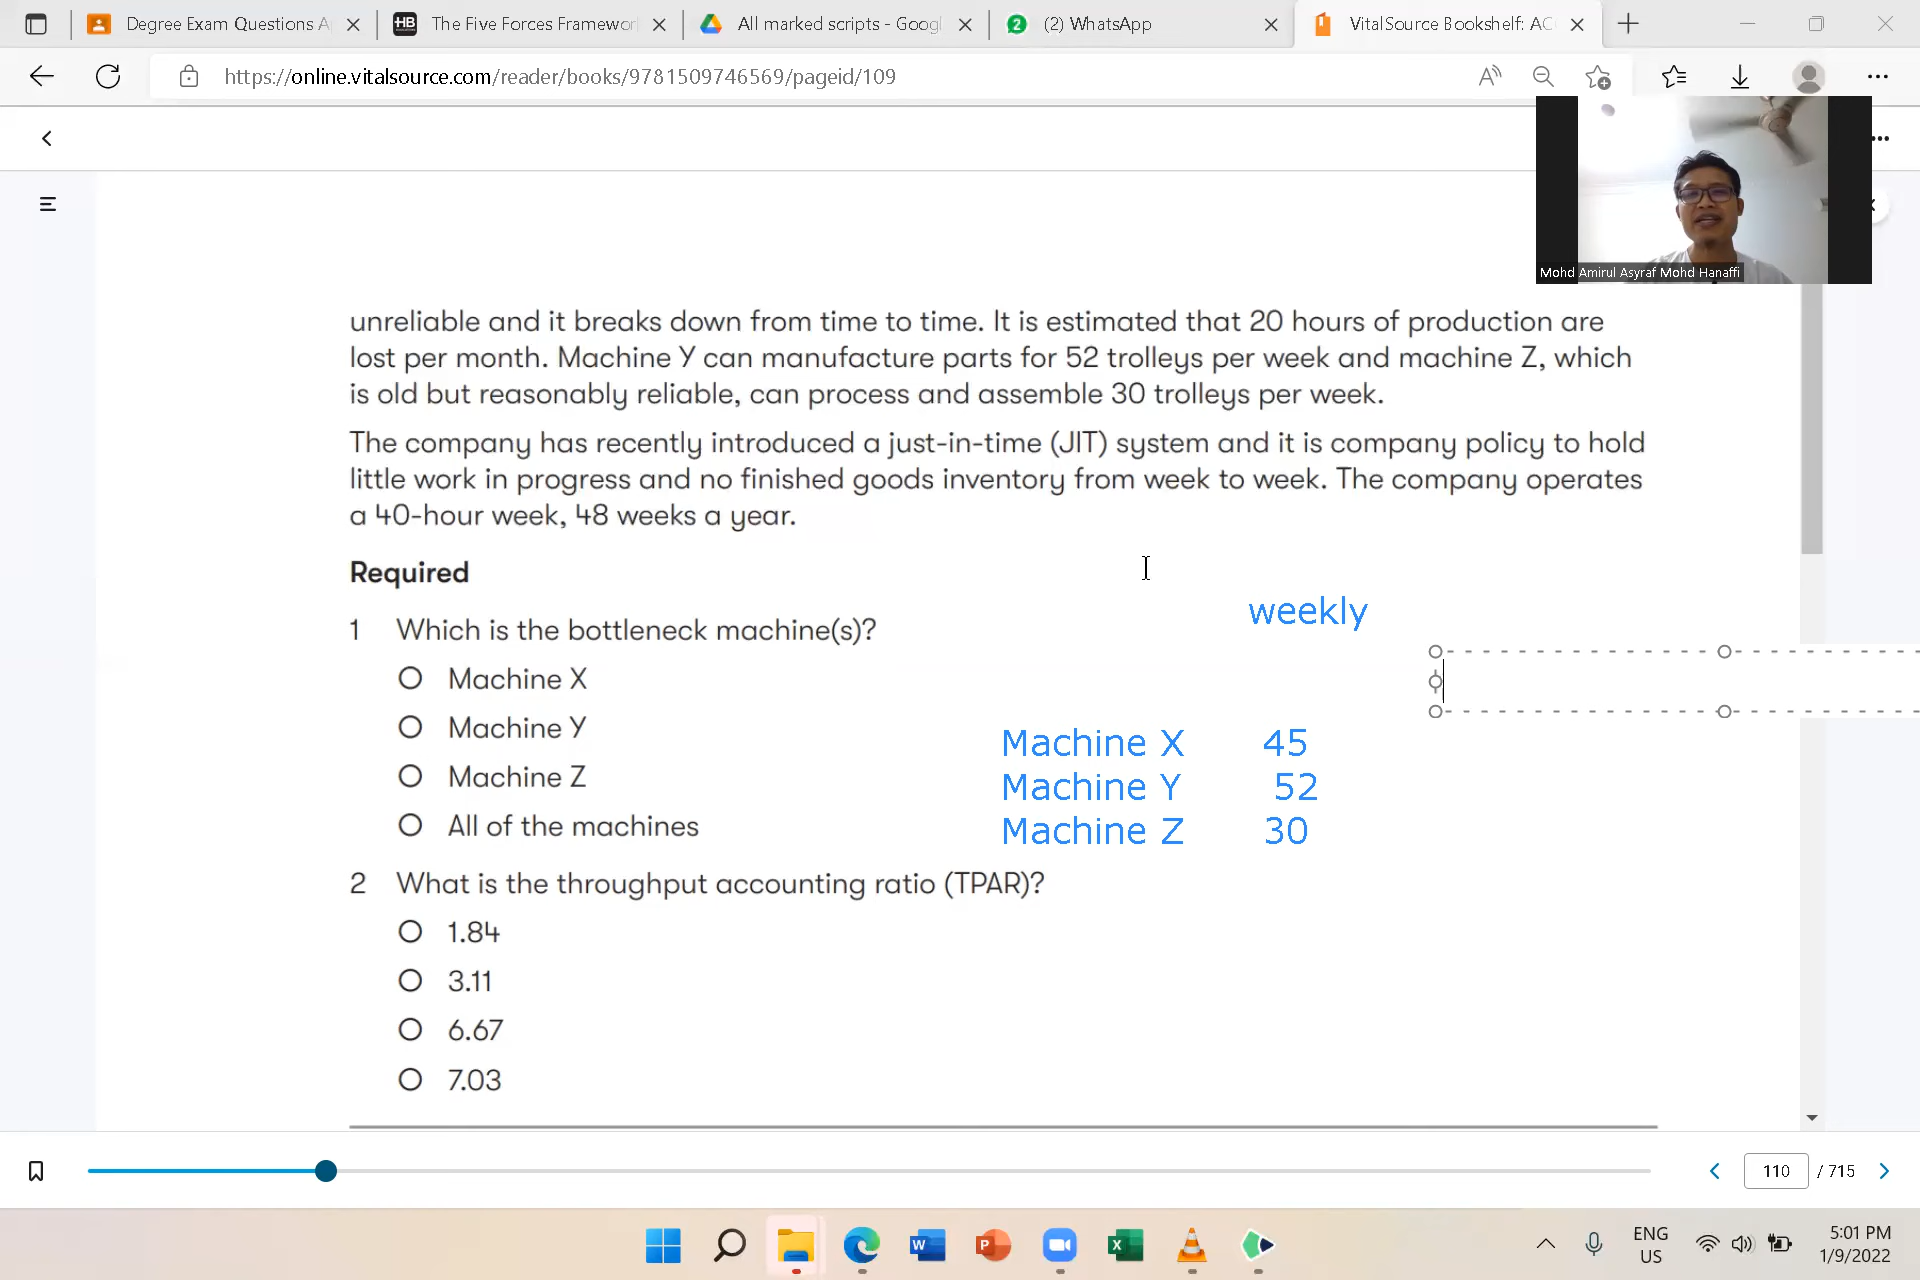 Degree Exam Questions A
The Five Forces Framewor
All marked scripts - Googl
(2) WhatsApp
VitalSource Bookshelf: AC
https://online.vitalsource.com/reader/books/9781509746569/pageid/109
Mohd Amirul Asyraf Mohd Hanaffi
unreliable and it breaks down from time to time. It is estimated that 20 hours of production are
lost per month. Machine Y can manufacture parts for 52 trolleys per week and machine Z, which
is old but reasonably reliable, can process and assemble 30 trolleys per week.
The company has recently introduced a just-in-time (JIT) system and it is company policy to hold
little work in progress and no finished goods inventory from week to week. The company operates
a 40-hour week, 48 weeks a year.
Required
weekly
1 Which is the bottleneck machine(s)?
Machine X
Machine Y
Machine Z
All of the machines
Machine X 45
Machine Y 52
Machine Z 30
2 What is the throughput accounting ratio (TPAR)?
1.84
3.11
6.67
7.03
110 / 715
ENG
US
5:01 PM
1/9/2022